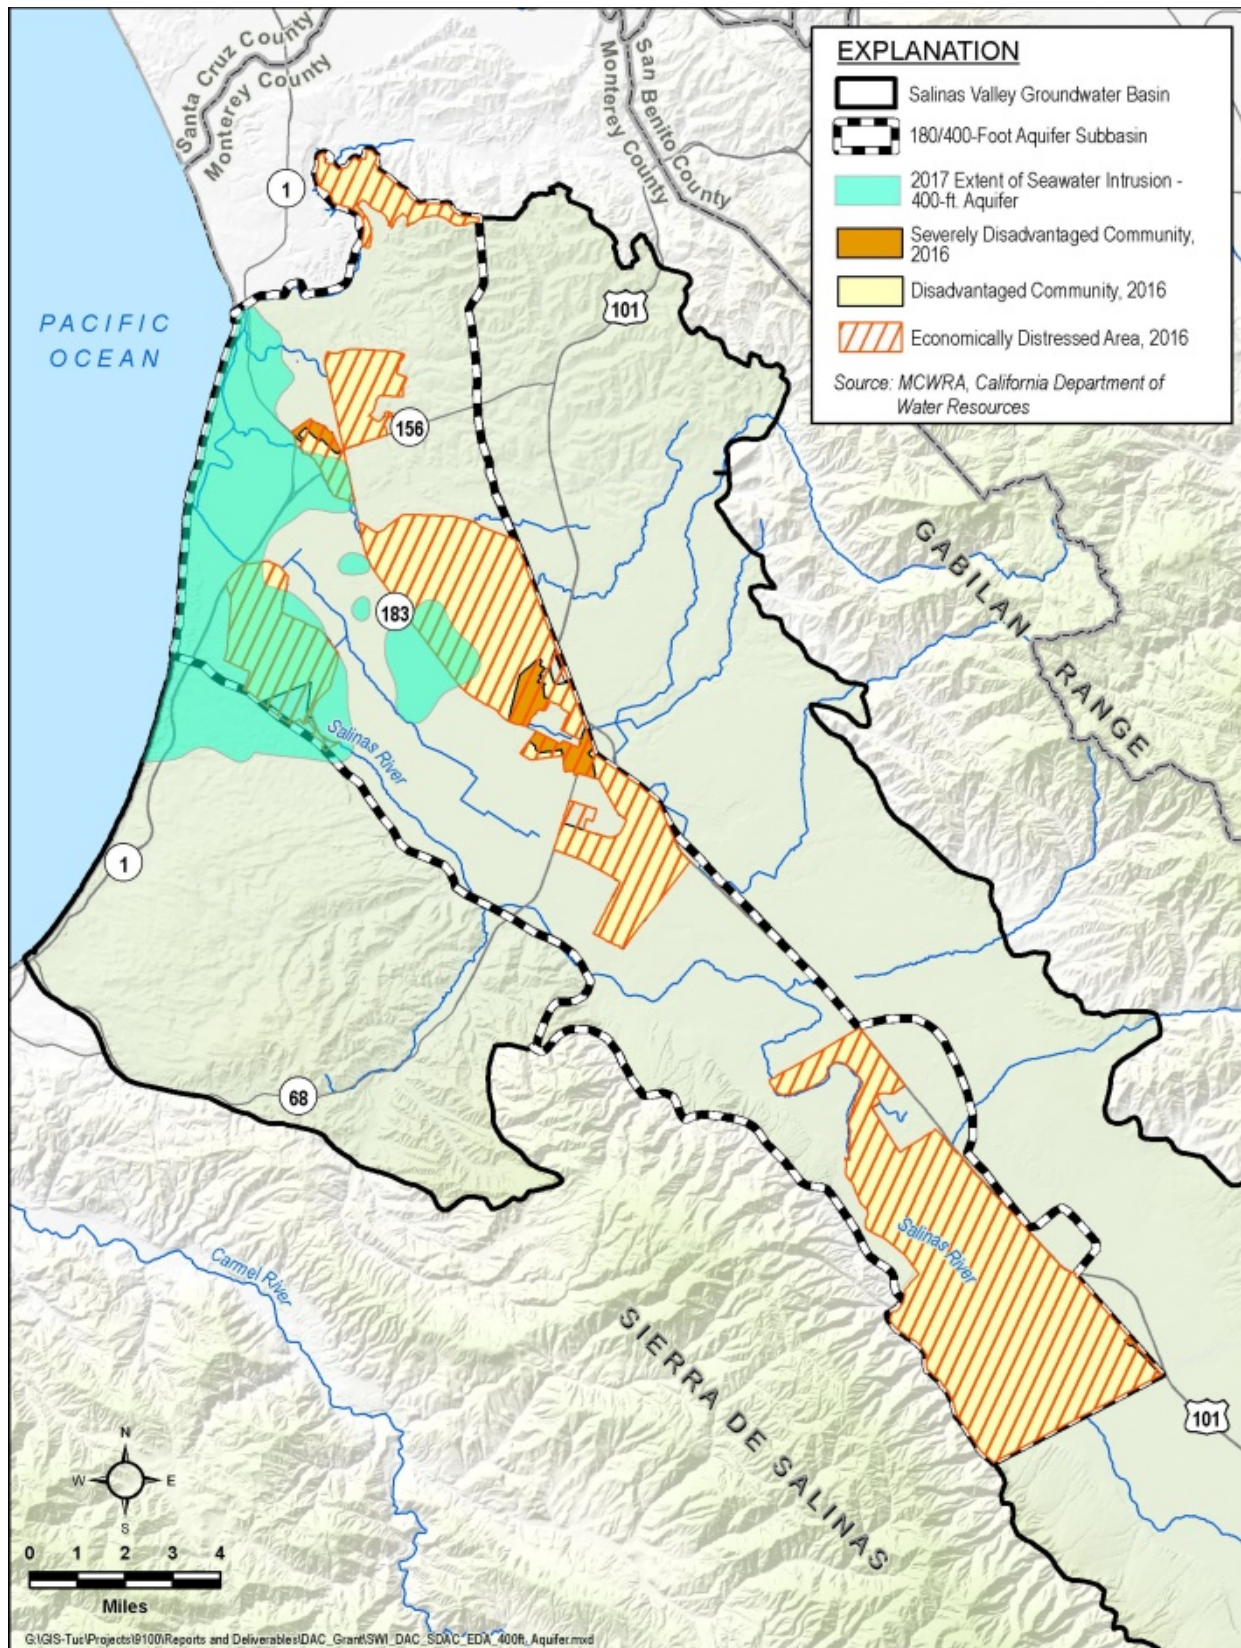 EXPLANATION
Salinas Valley Groundwater Basin
180/400-Foot Aquifer Subbasin
2017 Extent of Seawater Intrusion -
400-ft. Aquifer
Severely Disadvantaged Community,
2016
Disadvantaged Community, 2016
Economically Distressed Area, 2016
Source: MCWRA, California Department of
Water Resources
Santa Cruz County
Monterey County
San Benito County
Monterey County
1
101
PACIFIC
OCEAN
156
183
GABILAN
RANGE
Salinas River
1
68
Salinas River
Carmel River
SIERRA DE SALINAS
101
N
W
E
S
0 1 2 3 4
Miles
G:\GIS-Tuc\Projects\9100\Reports and Deliverables\DAC_Grant\SWI_DAC_SDAC_EDA_400ft_Aquifer.mxd